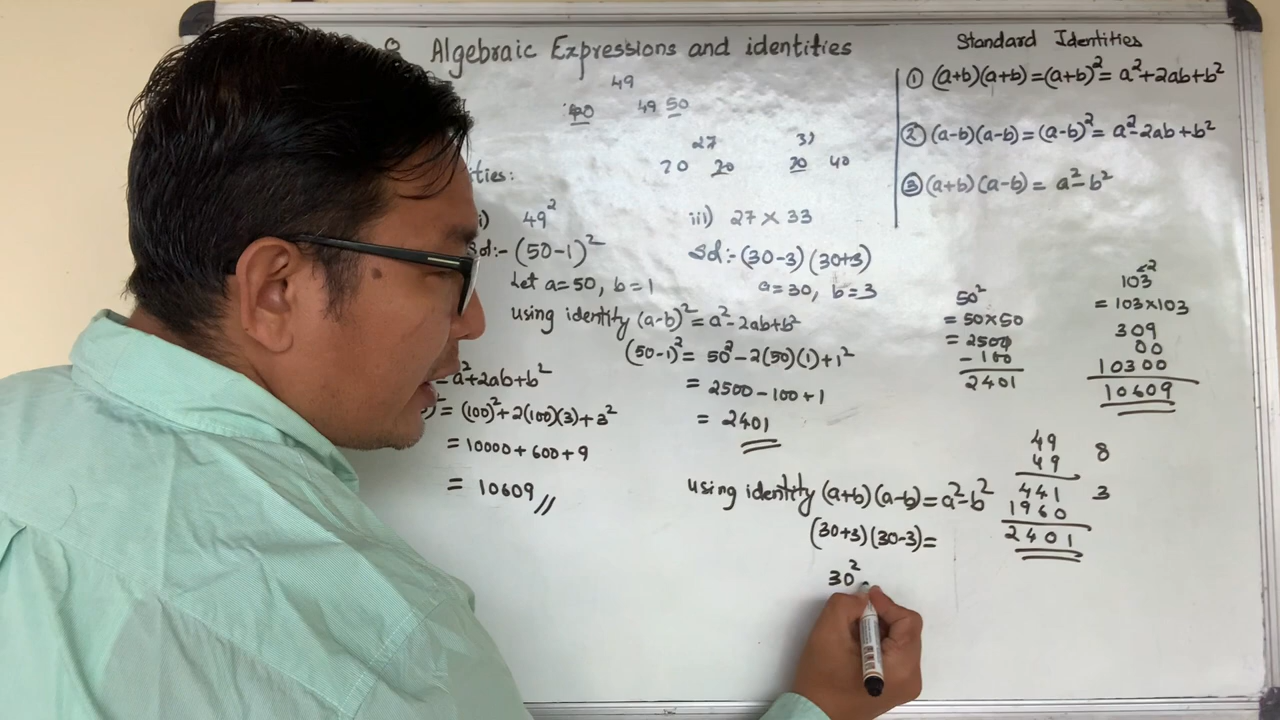 8 Algebraic Expressions and identities
49
40 49 50
27 33
20 30 30 40
ties:
i) 49²
Sol:- (50-1)²
Let a=50, b=1
using identity (a-b)² = a²-2ab+b²
(50-1)² = 50²-2(50)(1)+1²
= 2500-100+1
= 2401
= a²+2ab+b²
)² = (100)²+2(100)(3)+3²
= 10000+600+9
= 10609 //
iii) 27 × 33
Sol:- (30-3)(30+3)
a=30, b=3
using identity (a+b)(a-b)=a²-b²
(30+3)(30-3)=
30²
Standard Identities
① (a+b)(a+b)=(a+b)²= a²+2ab+b²
② (a-b)(a-b)=(a-b)²= a²-2ab+b²
③ (a+b)(a-b)= a²-b²
50²
= 50×50
= 2500
- 100
2401
103²
= 103×103
309
00
10300
10609
49 8
49
441 3
1960
2401